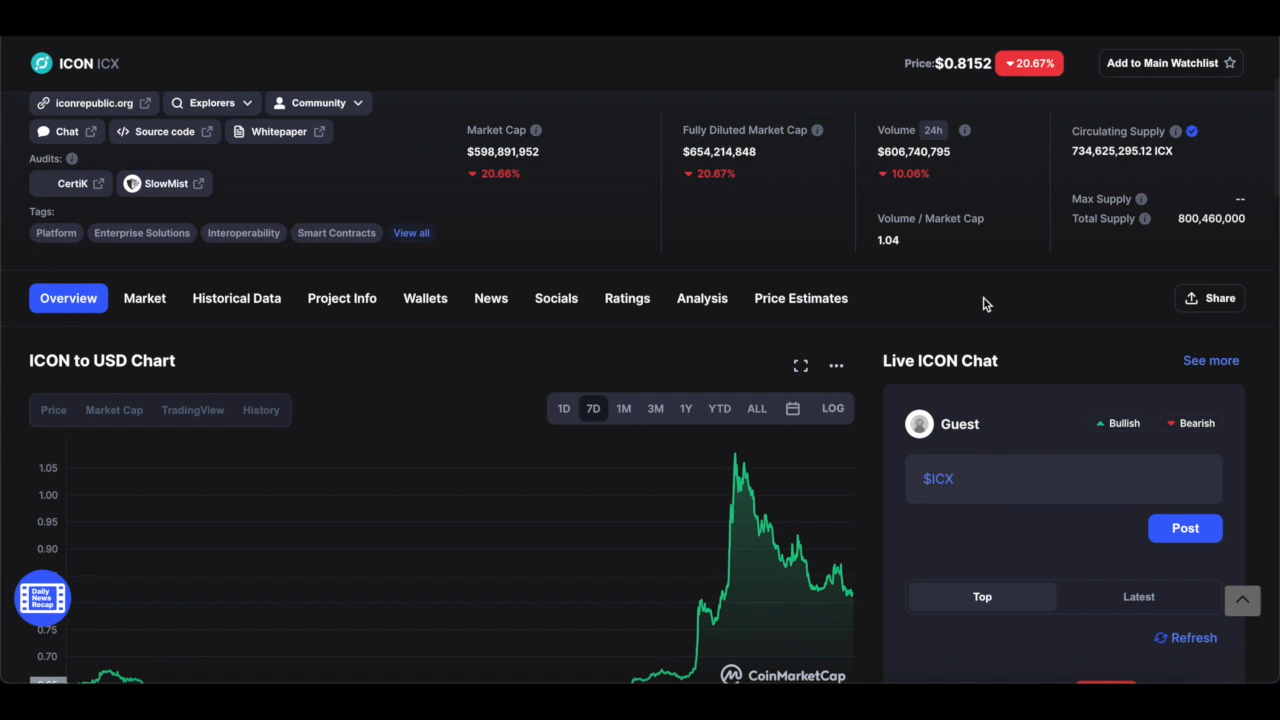 ICON ICX
Price:$0.8152 20.67%
Add to Main Watchlist
iconrepublic.org Explorers Community
Chat Source code Whitepaper
Audits:
CertiK SlowMist
Tags:
Platform Enterprise Solutions Interoperability Smart Contracts View all
Market Cap
$598,891,952
20.66%
Fully Diluted Market Cap
$654,214,848
20.67%
Volume 24h
$606,740,795
10.06%
Volume / Market Cap
1.04
Circulating Supply
734,625,295.12 ICX
Max Supply --
Total Supply 800,460,000
Overview Market Historical Data Project Info Wallets News Socials Ratings Analysis Price Estimates Share
ICON to USD Chart
Price Market Cap TradingView History
1D 7D 1M 3M 1Y YTD ALL LOG
1.05
1.00
0.95
0.90
0.75
0.70
Daily
News
Recap
CoinMarketCap
Live ICON Chat See more
Guest Bullish Bearish
$ICX
Post
Top Latest
Refresh